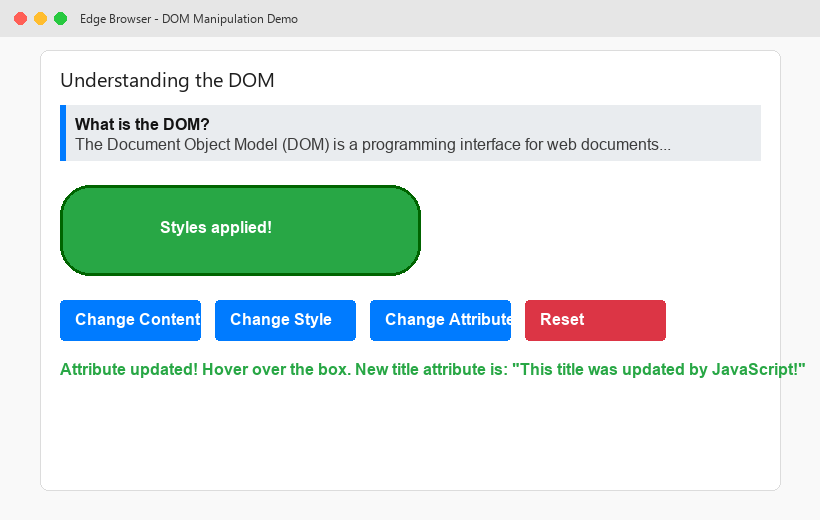 Edge Browser - DOM Manipulation Demo
Understanding the DOM
What is the DOM?
The Document Object Model (DOM) is a programming interface for web documents...
Styles applied!
Change Content
Change Style
Change Attribute
Reset
Attribute updated! Hover over the box. New title attribute is: "This title was updated by JavaScript!"